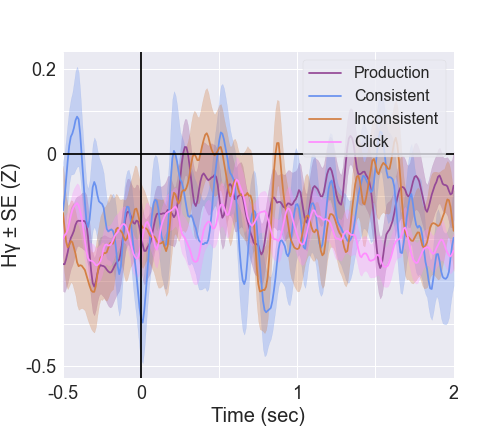 Production
Consistent
Inconsistent
Click
0.2
0
-0.5
Hγ ± SE (Z)
-0.5
0
1
2
Time (sec)